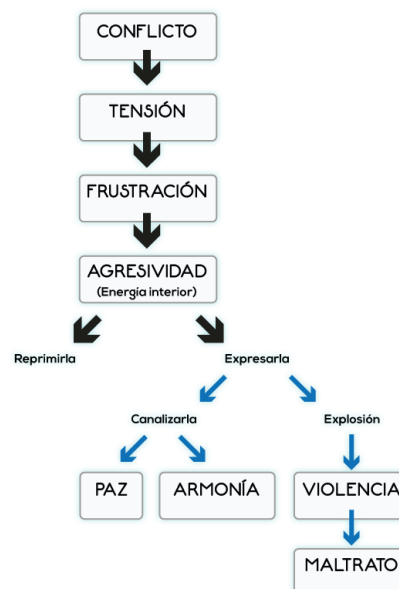 CONFLICTO
TENSIÓN
FRUSTRACIÓN
AGRESIVIDAD
(Energía interior)
Reprimirla
Expresarla
Canalizarla
Explosión
PAZ
ARMONÍA
VIOLENCIA
MALTRATO